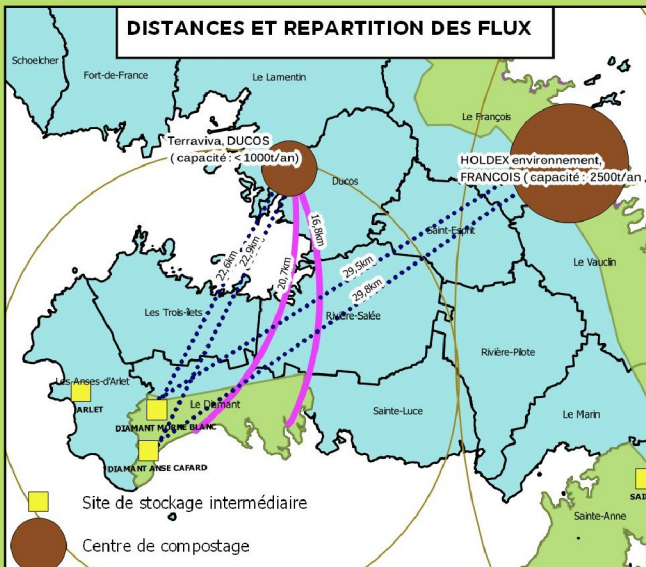 DISTANCES ET REPARTITION DES FLUX
Schoelcher
Fort-de-France
Le Lamentin
Le François
Terraviva, DUCOS
( capacité : < 1000t/an)
HOLDEX environnement,
FRANCOIS ( capacité : 2500t/an ,
Ducos
Saint-Esprit
22,6km
22,9km
20,7km
16,8km
29,5km
29,8km
Le Vauclin
Les Trois-îlets
Rivière-Salée
Rivière-Pilote
Les Anses-d'Arlet
ARLET
Le Diamant
DIAMANT MORNE BLANC
Sainte-Luce
Le Marin
DIAMANT ANSE CAFARD
SAI
Site de stockage intermédiaire
Sainte-Anne
Centre de compostage